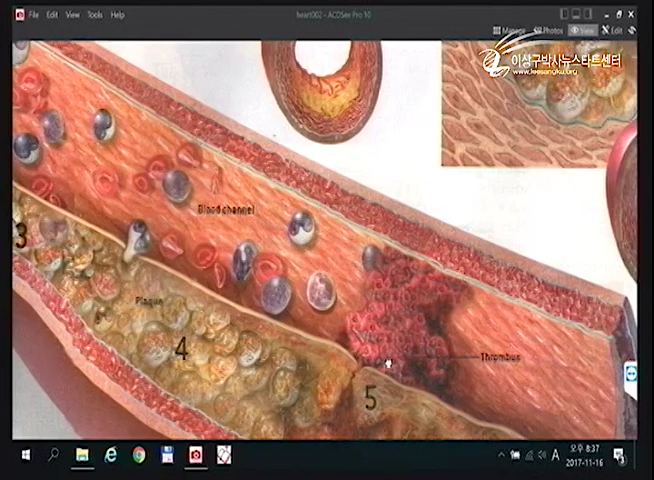 File Edit View Tools Help
heart002 - ACDSee Pro 10
Manage Photos View Edit
이상구박사뉴스타트센터
www.leesangku.org
Blood channel
3
Plaque
4
Thrombus
5
A
오후 8:37
2017-11-16